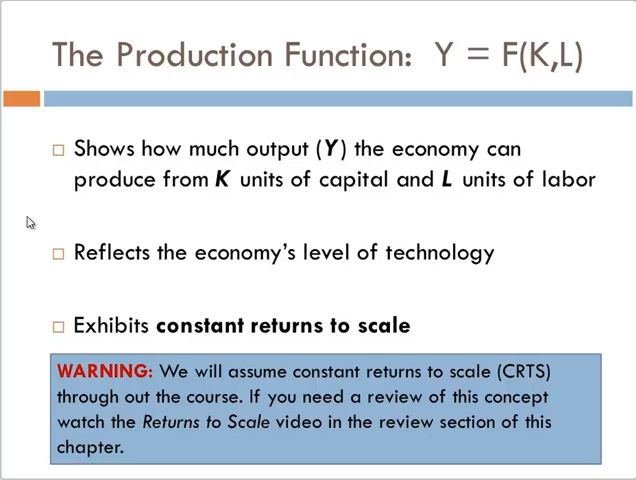 The Production Function: Y = F(K,L)
Shows how much output (Y) the economy can
produce from K units of capital and L units of labor
Reflects the economy's level of technology
Exhibits constant returns to scale
WARNING: We will assume constant returns to scale (CRTS)
through out the course. If you need a review of this concept
watch the Returns to Scale video in the review section of this
chapter.